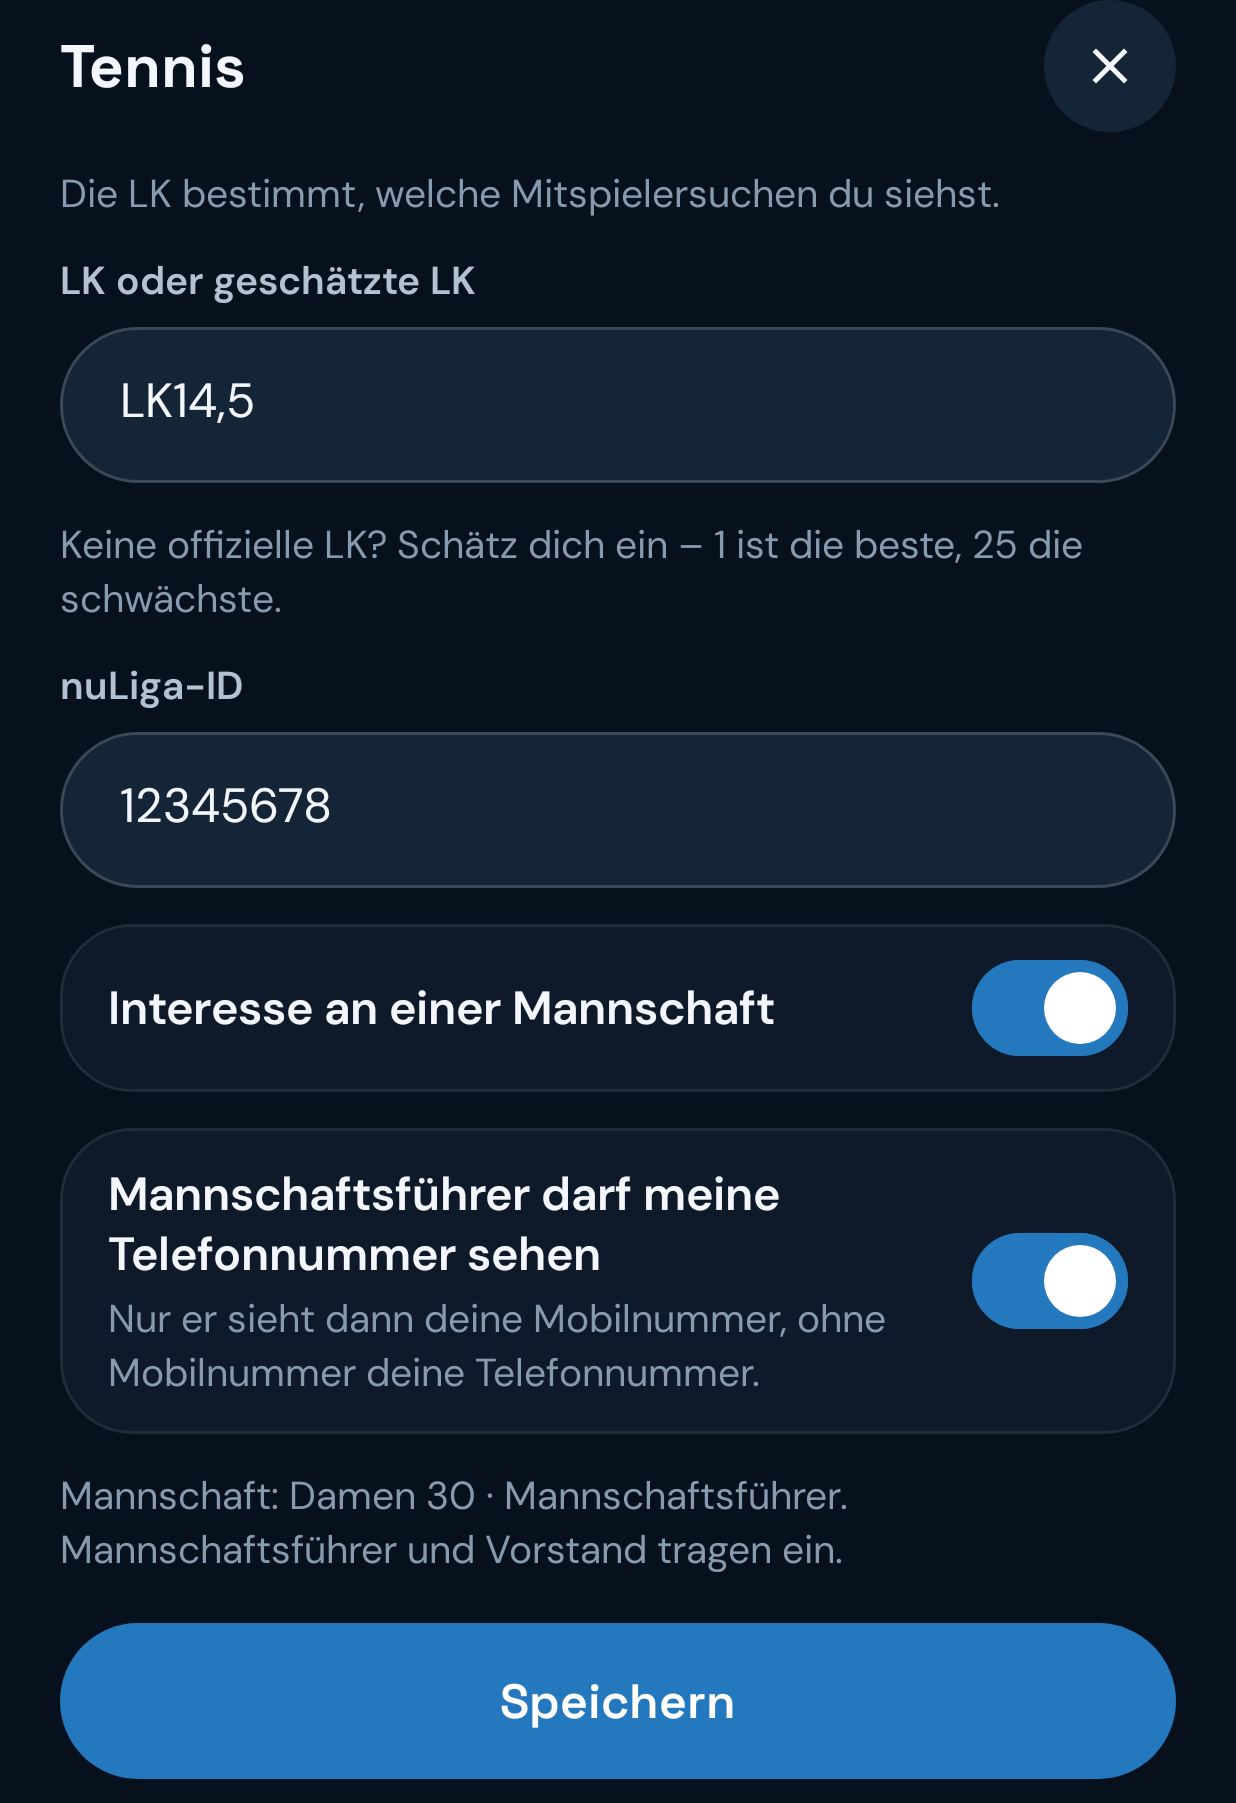 Tennis
Die LK bestimmt, welche Mitspielersuchen du siehst.
LK oder geschätzte LK
LK14,5
Keine offizielle LK? Schätz dich ein – 1 ist die beste, 25 die
schwächste.
nuLiga-ID
12345678
Interesse an einer Mannschaft
Mannschaftsführer darf meine
Telefonnummer sehen
Nur er sieht dann deine Mobilnummer, ohne
Mobilnummer deine Telefonnummer.
Mannschaft: Damen 30 · Mannschaftsführer.
Mannschaftsführer und Vorstand tragen ein.
Speichern